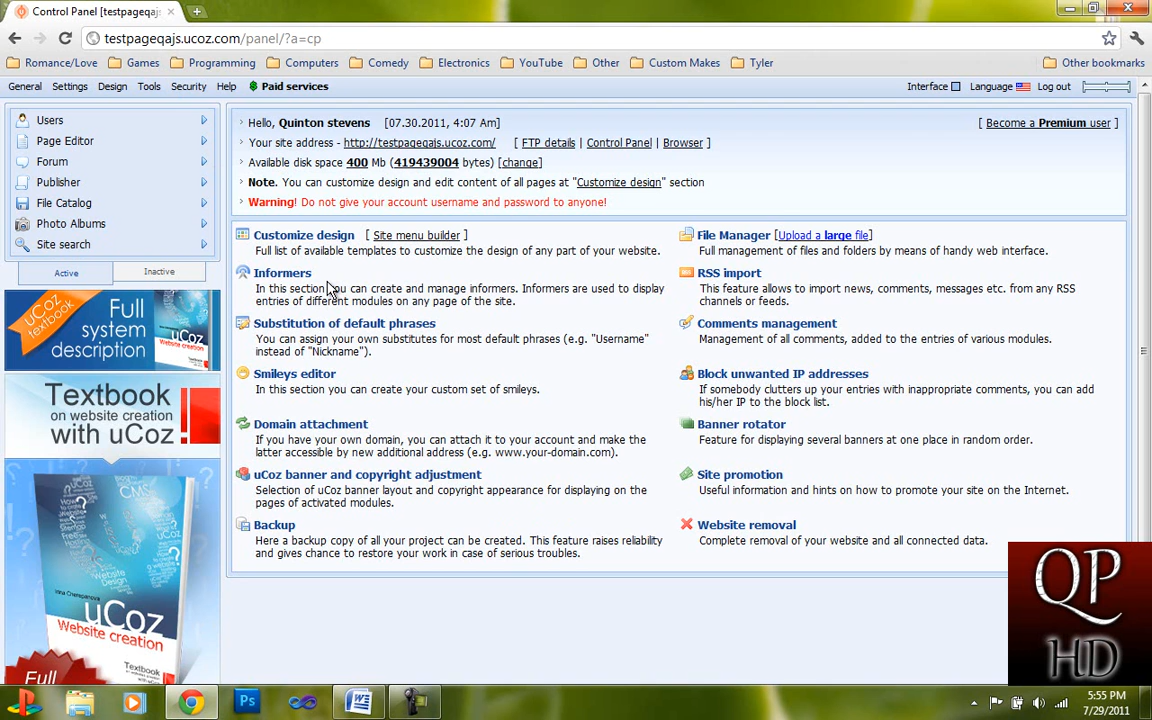 Control Panel [testpageqajs
testpageqajs.ucoz.com/panel/?a=cp
Romance/Love Games Programming Computers Comedy Electronics YouTube Other Custom Makes Tyler Other bookmarks
General Settings Design Tools Security Help Paid services Interface Language Log out
Users
Page Editor
Forum
Publisher
File Catalog
Photo Albums
Site search
Active Inactive
uCoz textbook
Full system description
Textbook
on website creation
with uCoz
CMS
Website Design
Irina Cherepanova
uCoz
Website creation
Textbook
Full
Hello, Quinton stevens [07.30.2011, 4:07 Am] [ Become a Premium user ]
Your site address - http://testpageqajs.ucoz.com/ [ FTP details | Control Panel | Browser ]
Available disk space 400 Mb (419439004 bytes) [change]
Note. You can customize design and edit content of all pages at "Customize design" section
Warning! Do not give your account username and password to anyone!
Customize design [ Site menu builder ]
Full list of available templates to customize the design of any part of your website.
Informers
In this section you can create and manage informers. Informers are used to display
entries of different modules on any page of the site.
Substitution of default phrases
You can assign your own substitutes for most default phrases (e.g. "Username"
instead of "Nickname").
Smileys editor
In this section you can create your custom set of smileys.
Domain attachment
If you have your own domain, you can attach it to your account and make the
latter accessible by new additional address (e.g. www.your-domain.com).
uCoz banner and copyright adjustment
Selection of uCoz banner layout and copyright appearance for displaying on the
pages of activated modules.
Backup
Here a backup copy of all your project can be created. This feature raises reliability
and gives chance to restore your work in case of serious troubles.
File Manager [Upload a large file]
Full management of files and folders by means of handy web interface.
RSS import
This feature allows to import news, comments, messages etc. from any RSS
channels or feeds.
Comments management
Management of all comments, added to the entries of various modules.
Block unwanted IP addresses
If somebody clutters up your entries with inappropriate comments, you can add
his/her IP to the block list.
Banner rotator
Feature for displaying several banners at one place in random order.
Site promotion
Useful information and hints on how to promote your site on the Internet.
Website removal
Complete removal of your website and all connected data.
QP
HD
Ps
W
5:55 PM
7/29/2011